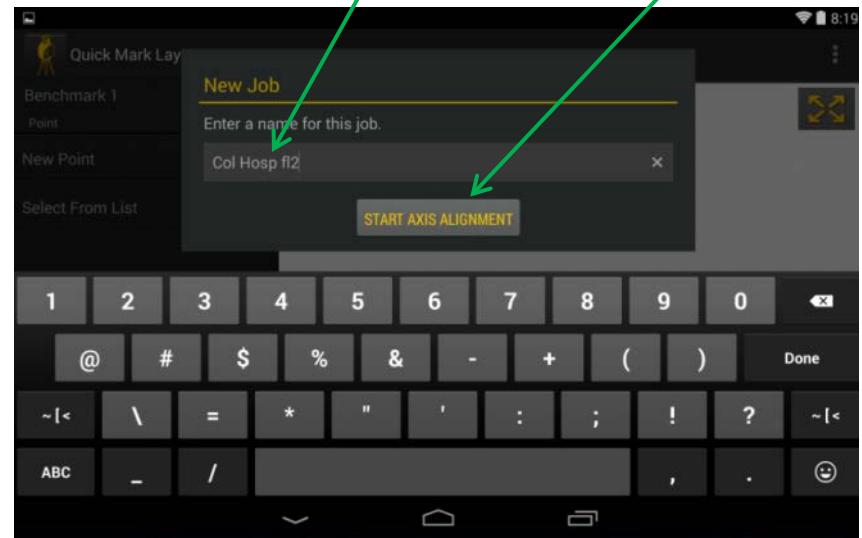 8:19
Quick Mark Lay
Benchmark 1
Point
New Point
Select From List
New Job
Enter a name for this job.
Col Hosp fl2
START AXIS ALIGNMENT
1 2 3 4 5 6 7 8 9 0
@ # $ % & - + ( ) Done
~[< \ = * " ' : ; ! ? ~[<
ABC _ / , .